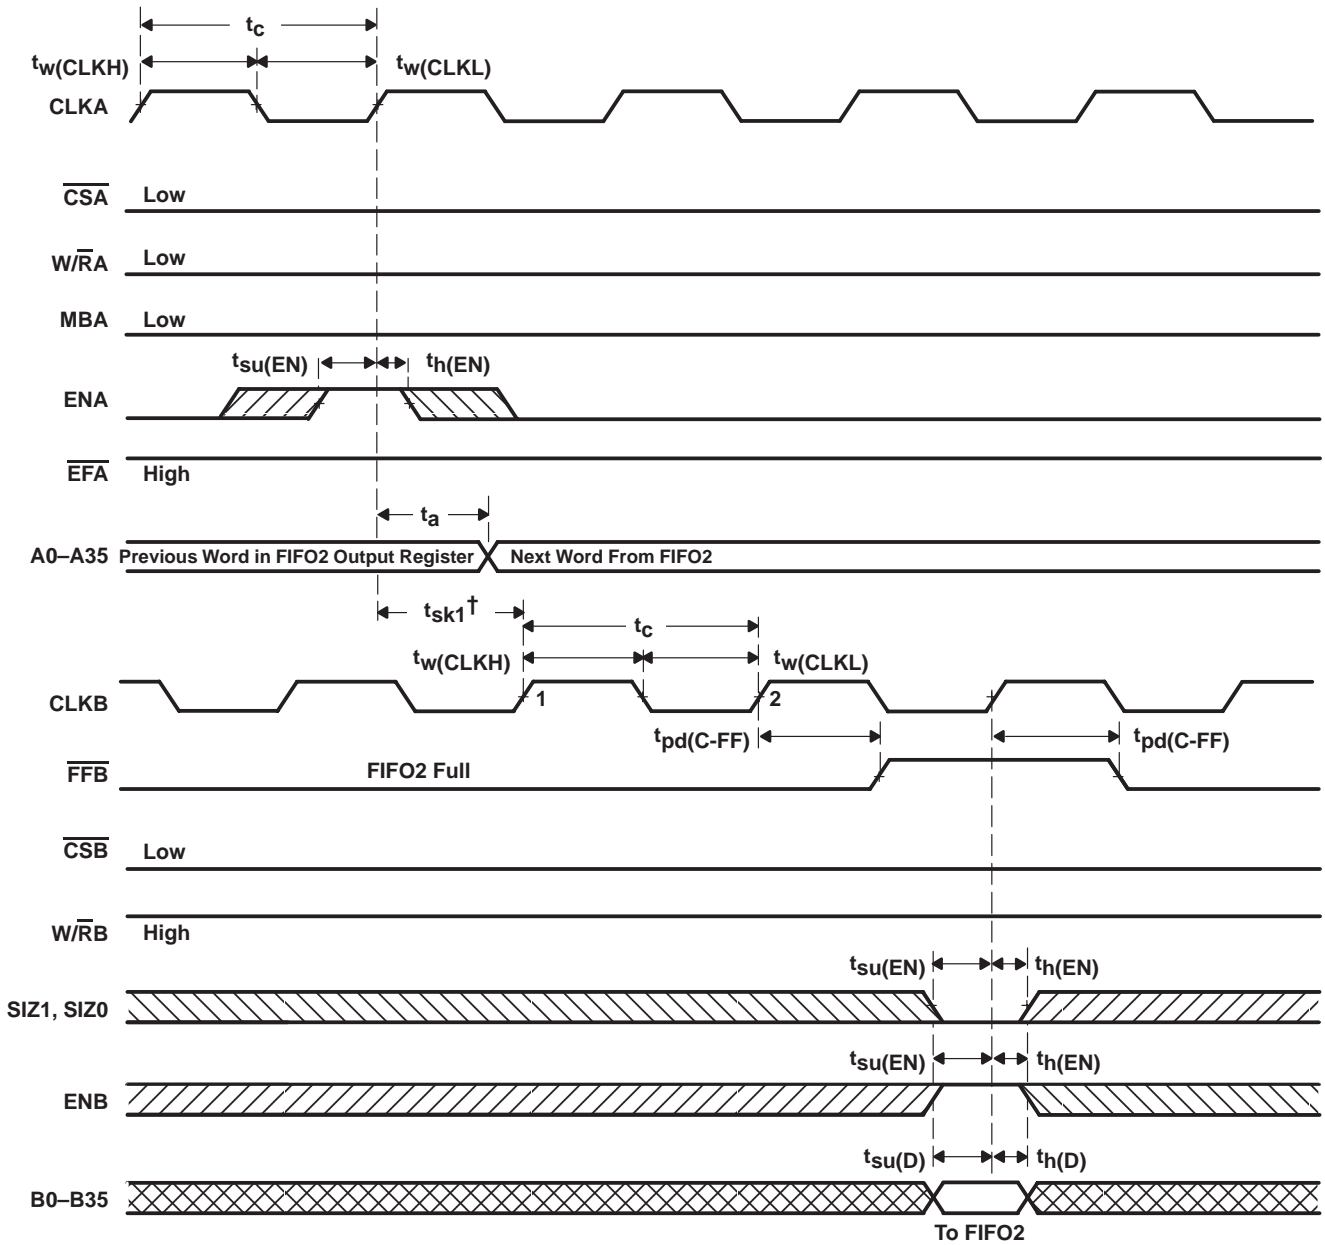 tc
tw(CLKH) tw(CLKL)
CLKA
CSA Low
W/RA Low
MBA Low
tsu(EN) th(EN)
ENA
EFA High
ta
A0–A35 Previous Word in FIFO2 Output Register Next Word From FIFO2
tsk1†
tc
tw(CLKH) tw(CLKL)
CLKB 1 2
tpd(C-FF) tpd(C-FF)
FFB FIFO2 Full
CSB Low
W/RB High
tsu(EN) th(EN)
SIZ1, SIZ0
tsu(EN) th(EN)
ENB
tsu(D) th(D)
B0–B35
To FIFO2